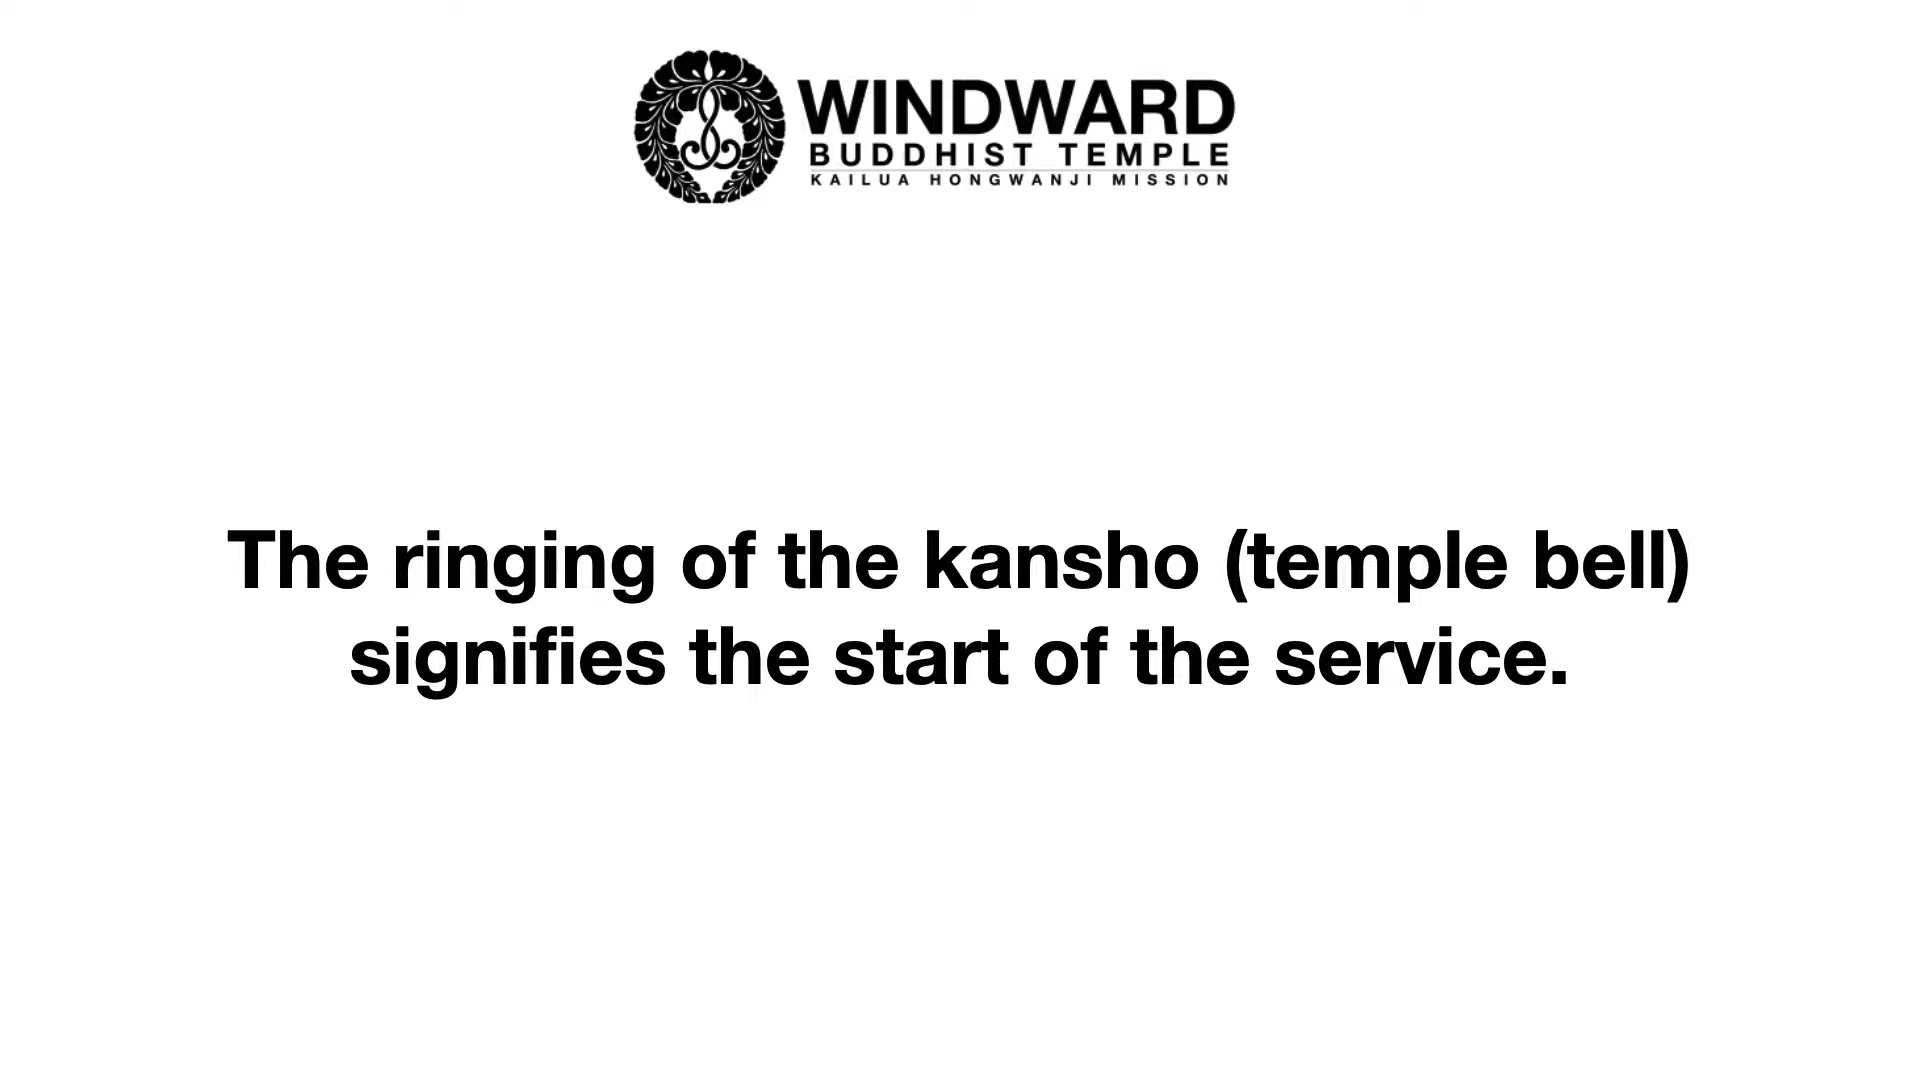 WINDWARD
BUDDHIST TEMPLE
KAILUA HONGWANJI MISSION
The ringing of the kansho (temple bell)
signifies the start of the service.